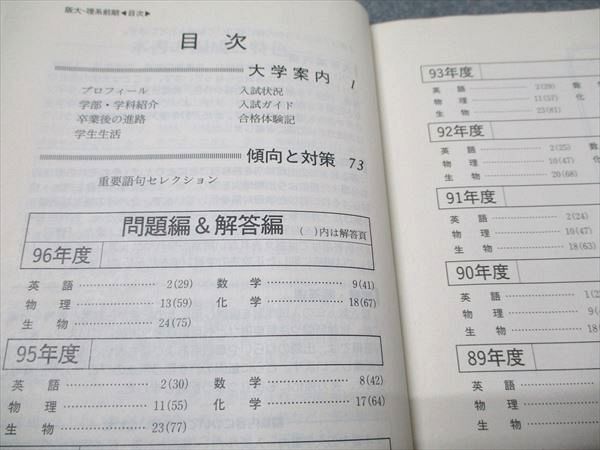 阪大-理系前期◀目次▶
目次
大学案内 1
プロフィール 入試状況
学部・学科紹介 入試ガイド
卒業後の進路 合格体験記
学生生活
傾向と対策 73
重要語句セレクション
問題編&解答編 ( )内は解答頁
96年度
英語 2(29) 数学 9(41)
物理 13(59) 化学 18(67)
生物 24(75)
95年度
英語 2(30) 数学 8(42)
物理 11(55) 化学 17(64)
生物 23(77)
93年度
英語 2(29) 数
物理 11(57) 化
生物 23(81)
92年度
英語 2(25) 数
物理 10(47) 化
生物 20(68)
91年度
英語 2(24)
物理 10(47)
生物 18(63)
90年度
英語
物理
生物
89年度
英語
物理
生物